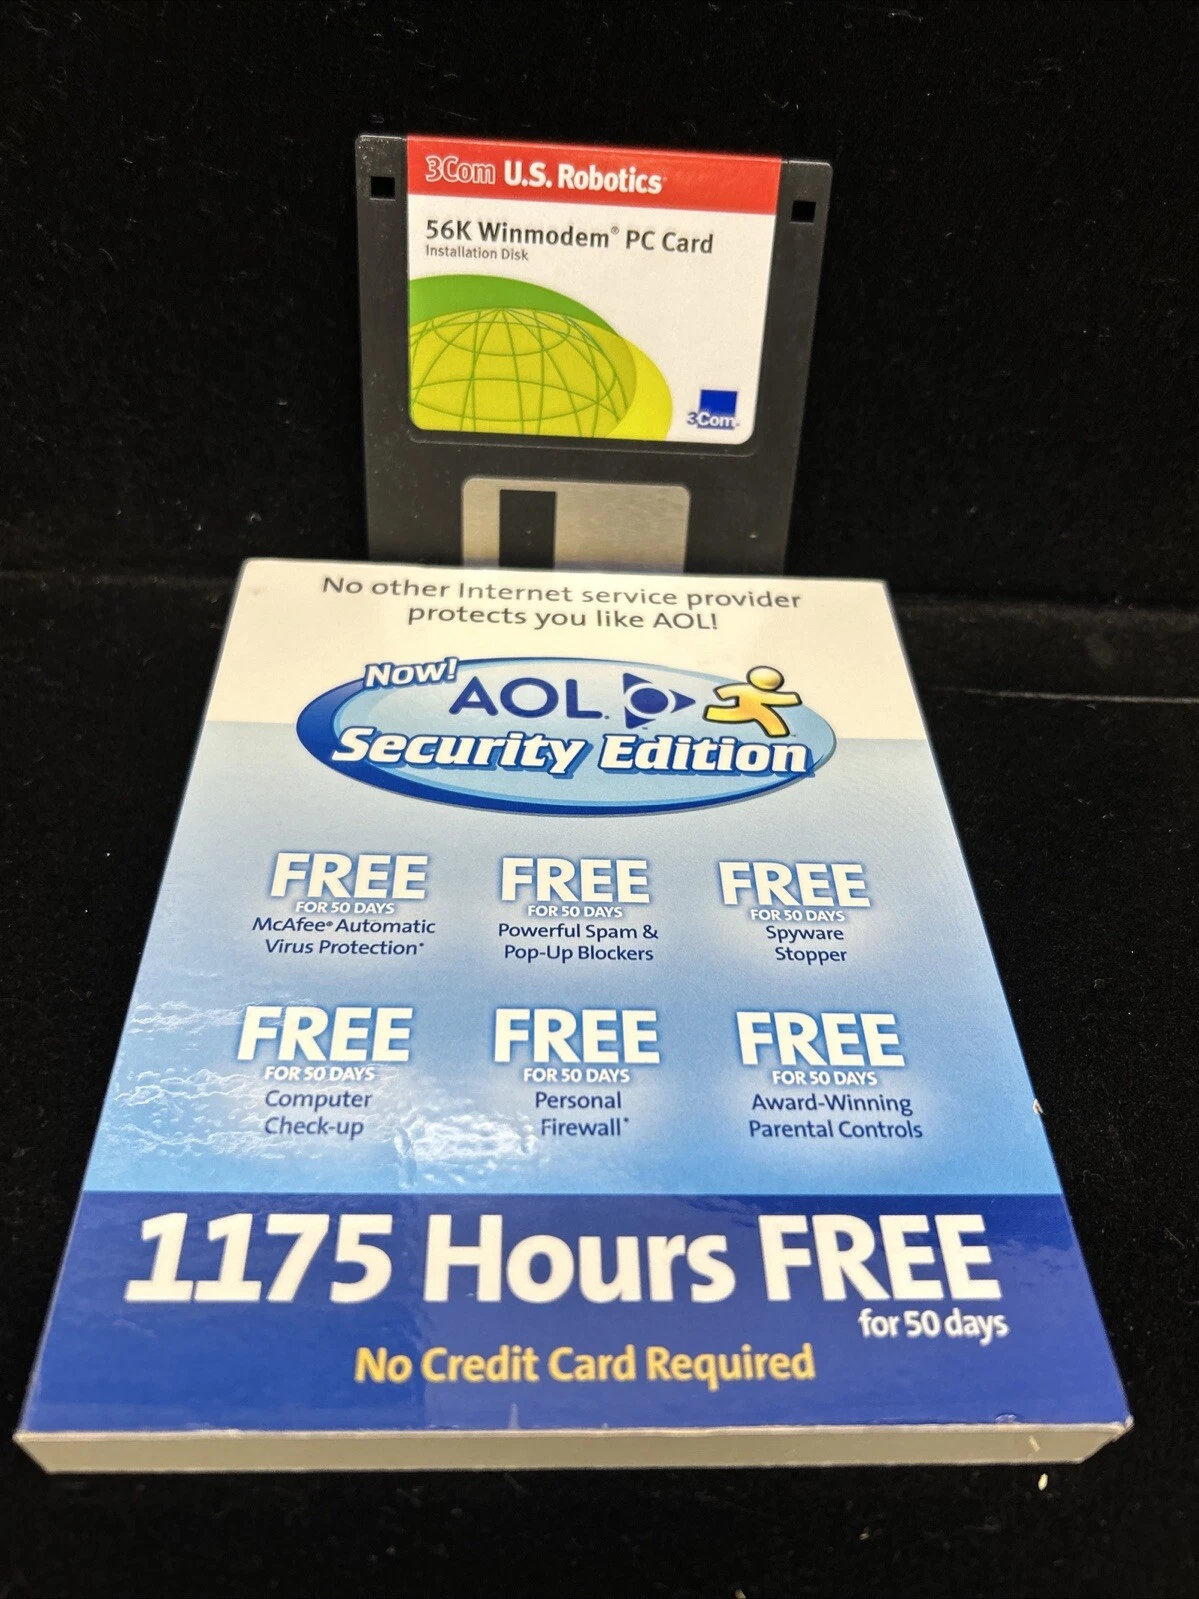 3Com U.S. Robotics
56K Winmodem® PC Card
Installation Disk
3Com
No other Internet service provider
protects you like AOL!
Now!
AOL
Security Edition
FREE
FOR 50 DAYS
McAfee® Automatic
Virus Protection*
FREE
FOR 50 DAYS
Powerful Spam &
Pop-Up Blockers
FREE
FOR 50 DAYS
Spyware
Stopper
FREE
FOR 50 DAYS
Computer
Check-up
FREE
FOR 50 DAYS
Personal
Firewall*
FREE
FOR 50 DAYS
Award-Winning
Parental Controls
1175 Hours FREE
for 50 days
No Credit Card Required